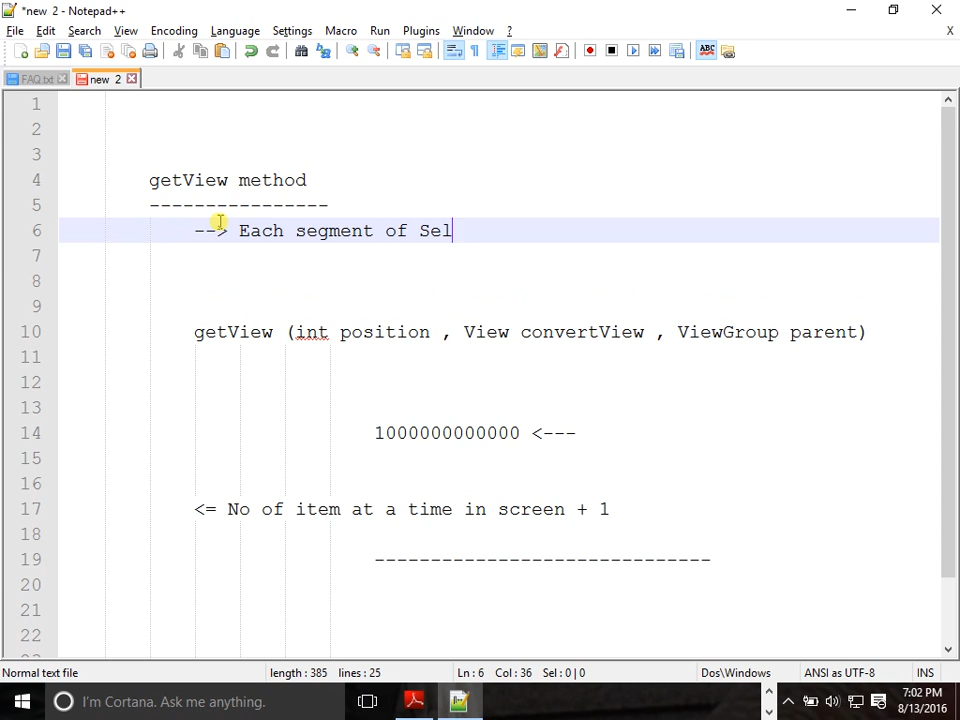 *new 2 - Notepad++
File Edit Search View Encoding Language Settings Macro Run Plugins Window ? X
FAQ.txt new 2
1
2
3
4 getView method
5 ----------------
6 --> Each segment of Sel
7
8
9
10 getView (int position , View convertView , ViewGroup parent)
11
12
13
14 1000000000000 <---
15
16
17 <= No of item at a time in screen + 1
18
19 ------------------------------
20
21
22
23
Normal text file length : 385 lines : 25 Ln : 6 Col : 36 Sel : 0 | 0 Dos\Windows ANSI as UTF-8 INS
I'm Cortana. Ask me anything. 7:02 PM
8/13/2016